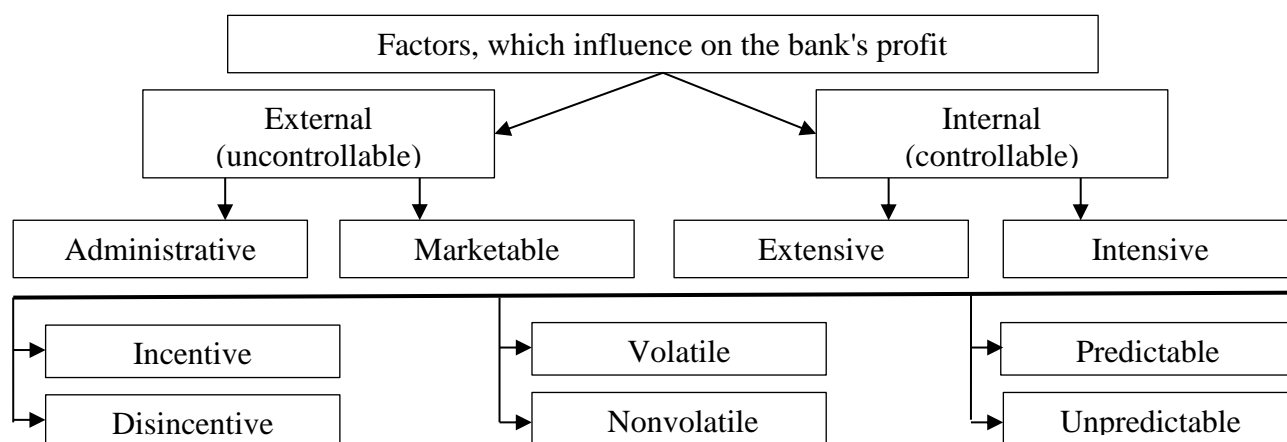 Factors, which influence on the bank's profit
External
(uncontrollable)
Internal
(controllable)
Administrative
Marketable
Extensive
Intensive
Incentive
Volatile
Predictable
Disincentive
Nonvolatile
Unpredictable